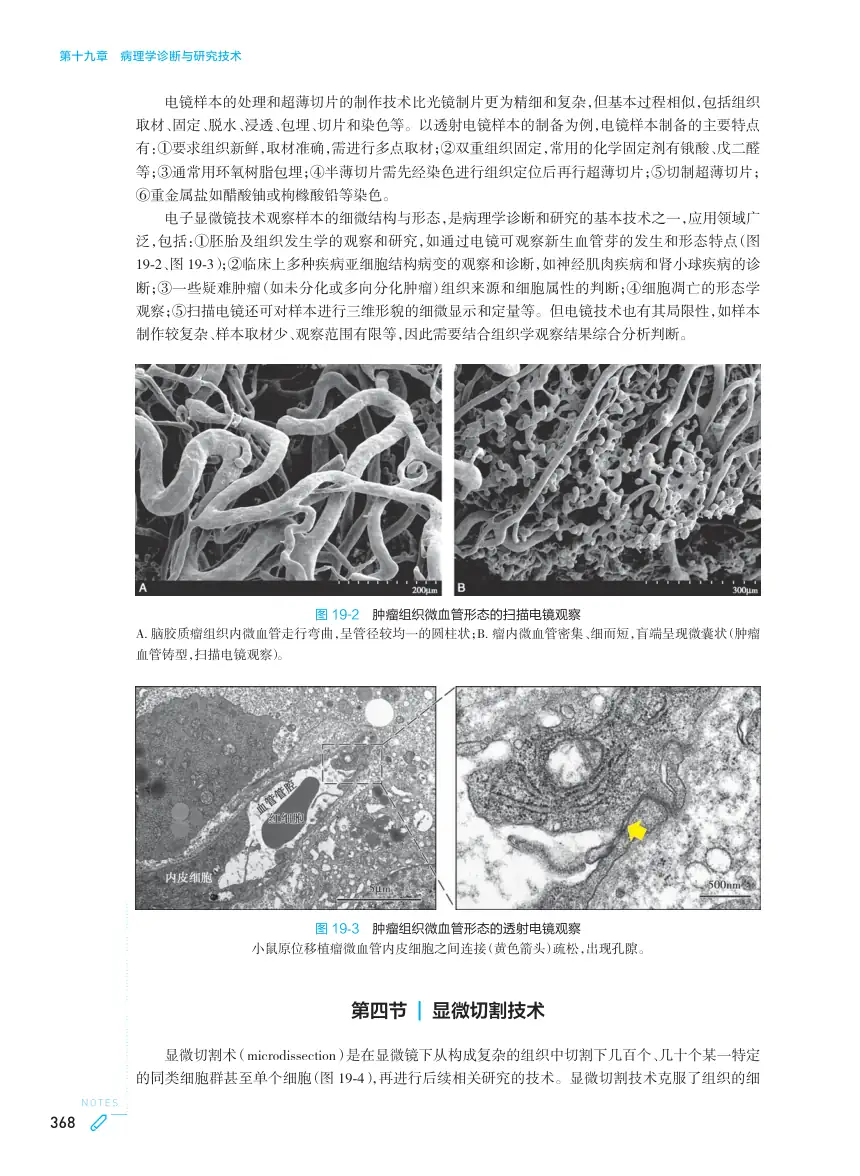 第十九章 病理学诊断与研究技术
电镜样本的处理和超薄切片的制作技术比光镜制片更为精细和复杂,但基本过程相似,包括组织
取材、固定、脱水、浸透、包埋、切片和染色等。以透射电镜样本的制备为例,电镜样本制备的主要特点
有:①要求组织新鲜,取材准确,需进行多点取材;②双重组织固定,常用的化学固定剂有锇酸、戊二醛
等;③通常用环氧树脂包埋;④半薄切片需先经染色进行组织定位后再行超薄切片;⑤切制超薄切片;
⑥重金属盐如醋酸铀或枸橼酸铅等染色。
电子显微镜技术观察样本的细微结构与形态,是病理学诊断和研究的基本技术之一,应用领域广
泛,包括:①胚胎及组织发生学的观察和研究,如通过电镜可观察新生血管芽的发生和形态特点(图
19-2、图 19-3);②临床上多种疾病亚细胞结构病变的观察和诊断,如神经肌肉疾病和肾小球疾病的诊
断;③一些疑难肿瘤(如未分化或多向分化肿瘤)组织来源和细胞属性的判断;④细胞凋亡的形态学
观察;⑤扫描电镜还可对样本进行三维形貌的细微显示和定量等。但电镜技术也有其局限性,如样本
制作较复杂、样本取材少、观察范围有限等,因此需要结合组织学观察结果综合分析判断。
A
200μm
B
300μm
图 19-2 肿瘤组织微血管形态的扫描电镜观察
A. 脑胶质瘤组织内微血管走行弯曲,呈管径较均一的圆柱状;B. 瘤内微血管密集、细而短,盲端呈现微囊状(肿瘤
血管铸型,扫描电镜观察)。
血管管腔
红细胞
内皮细胞
5μm
500nm
图 19-3 肿瘤组织微血管形态的透射电镜观察
小鼠原位移植瘤微血管内皮细胞之间连接(黄色箭头)疏松,出现孔隙。
第四节 | 显微切割技术
显微切割术(microdissection)是在显微镜下从构成复杂的组织中切割下几百个、几十个某一特定
的同类细胞群甚至单个细胞(图 19-4),再进行后续相关研究的技术。显微切割技术克服了组织的细
NOTES
368